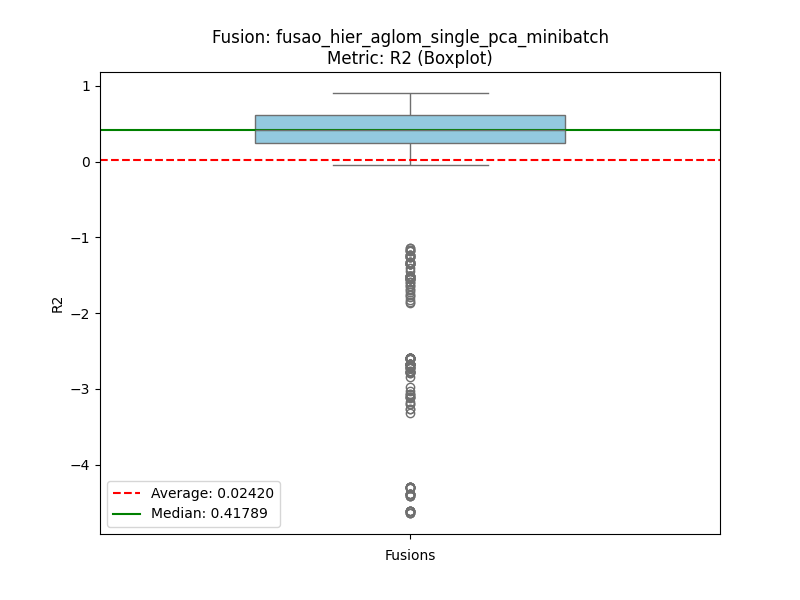 Fusion: fusao_hier_aglom_single_pca_minibatch
Metric: R2 (Boxplot)
1
0
−1
−2
−3
−4
R2
Average: 0.02420
Median: 0.41789
Fusions